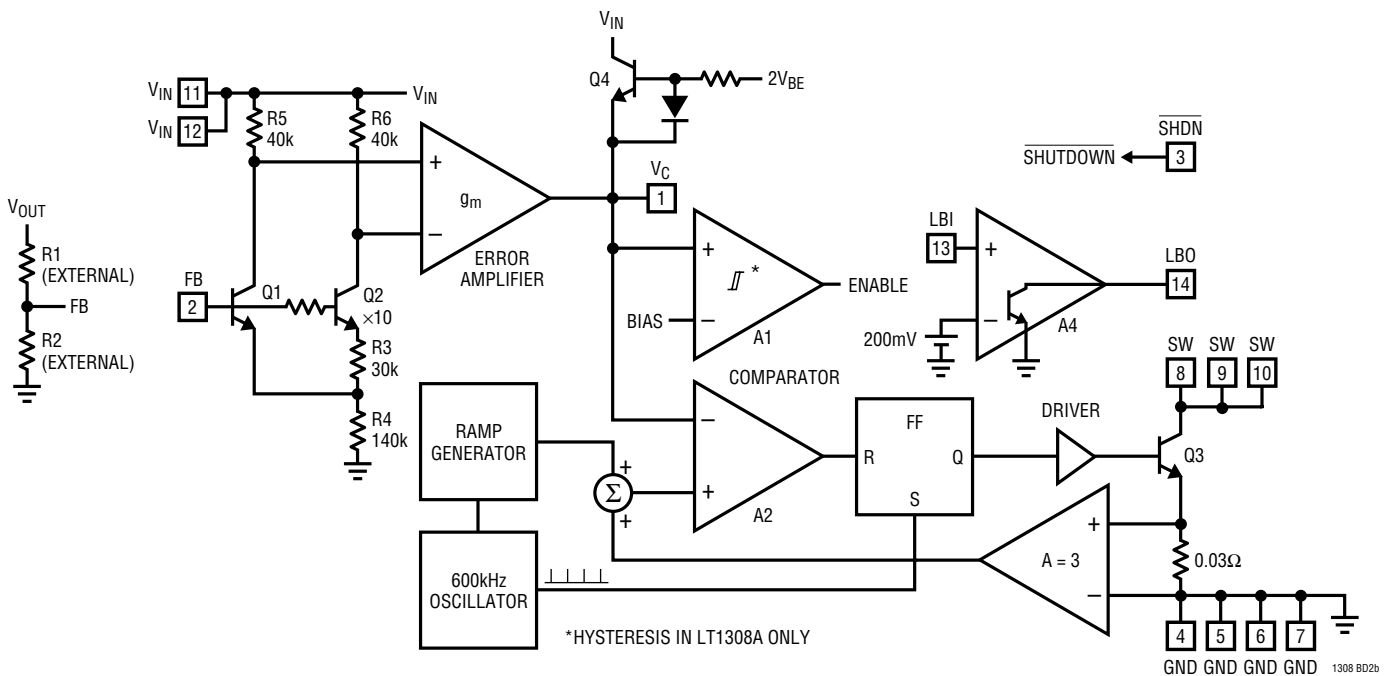 VIN
Q4
2VBE
VIN 11
VIN
VIN 12
R5
40k
R6
40k
+
gm
−
ERROR
AMPLIFIER
VC
1
SHDN
3
SHUTDOWN
VOUT
R1
(EXTERNAL)
FB
R2
(EXTERNAL)
FB
2
Q1
Q2
×10
R3
30k
R4
140k
+
*
BIAS
−
A1
ENABLE
LBI
13
+
−
200mV
A4
LBO
14
RAMP
GENERATOR
600kHz
OSCILLATOR
+
Σ
+
COMPARATOR
−
+
A2
FF
R
Q
S
DRIVER
SW SW SW
8 9 10
Q3
+
A = 3
−
0.03Ω
4 5 6 7
GND GND GND GND
*HYSTERESIS IN LT1308A ONLY
1308 BD2b